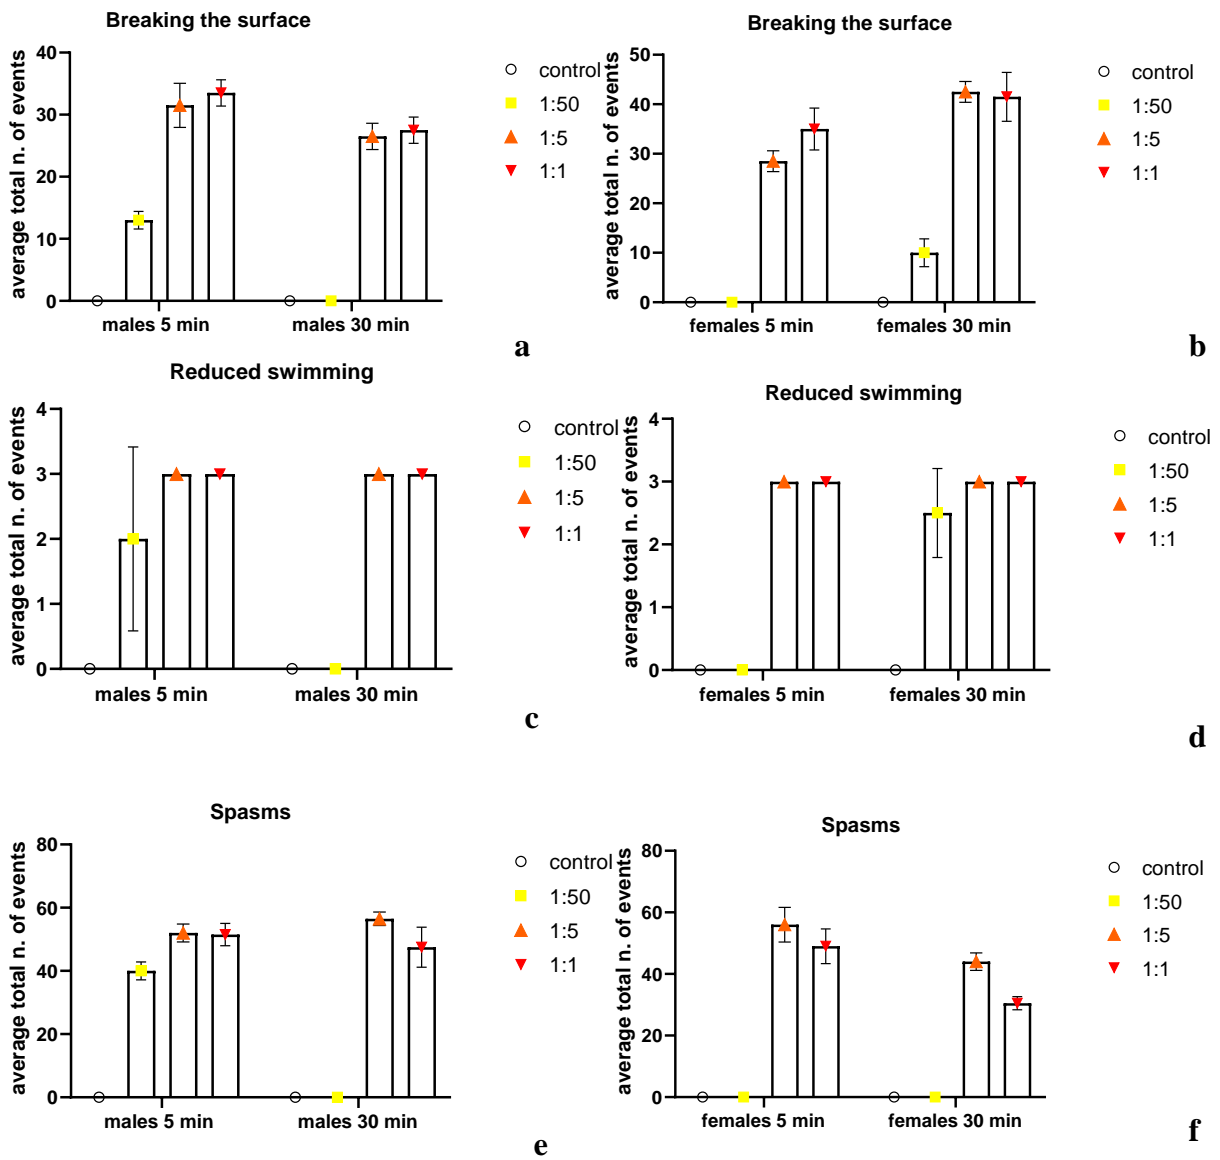 Breaking the surface
average total n. of events
40
30
20
10
0
males 5 min
males 30 min
control
1:50
1:5
1:1
a
Breaking the surface
average total n. of events
50
40
30
20
10
0
females 5 min
females 30 min
control
1:50
1:5
1:1
b
Reduced swimming
average total n. of events
4
3
2
1
0
males 5 min
males 30 min
control
1:50
1:5
1:1
c
Reduced swimming
average total n. of events
4
3
2
1
0
females 5 min
females 30 min
control
1:50
1:5
1:1
d
Spasms
average total n. of events
80
60
40
20
0
males 5 min
males 30 min
control
1:50
1:5
1:1
e
Spasms
average total n. of events
80
60
40
20
0
females 5 min
females 30 min
control
1:50
1:5
1:1
f